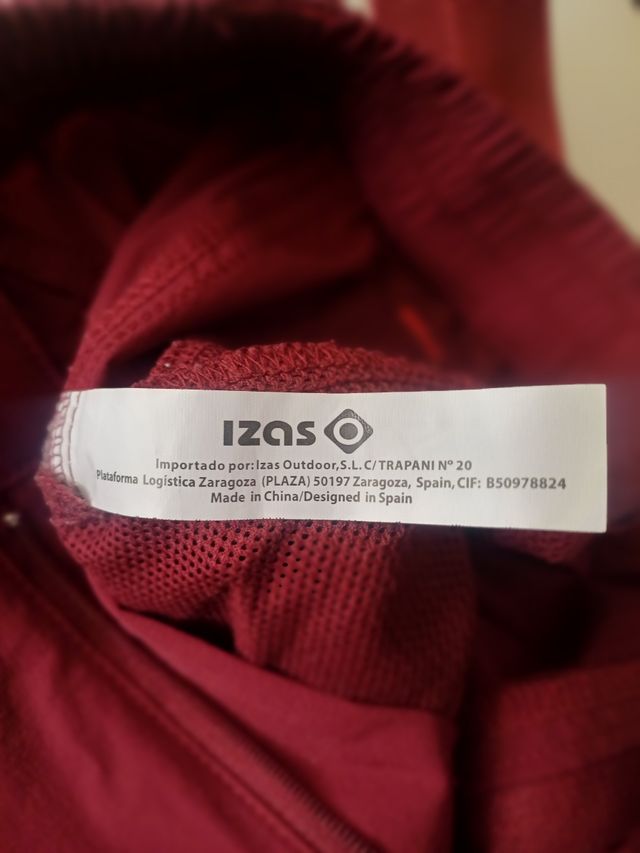 IZAS
Importado por: Izas Outdoor,S.L. C/ TRAPANI Nº 20
Plataforma Logística Zaragoza (PLAZA) 50197 Zaragoza, Spain, CIF: B50978824
Made in China/Designed in Spain